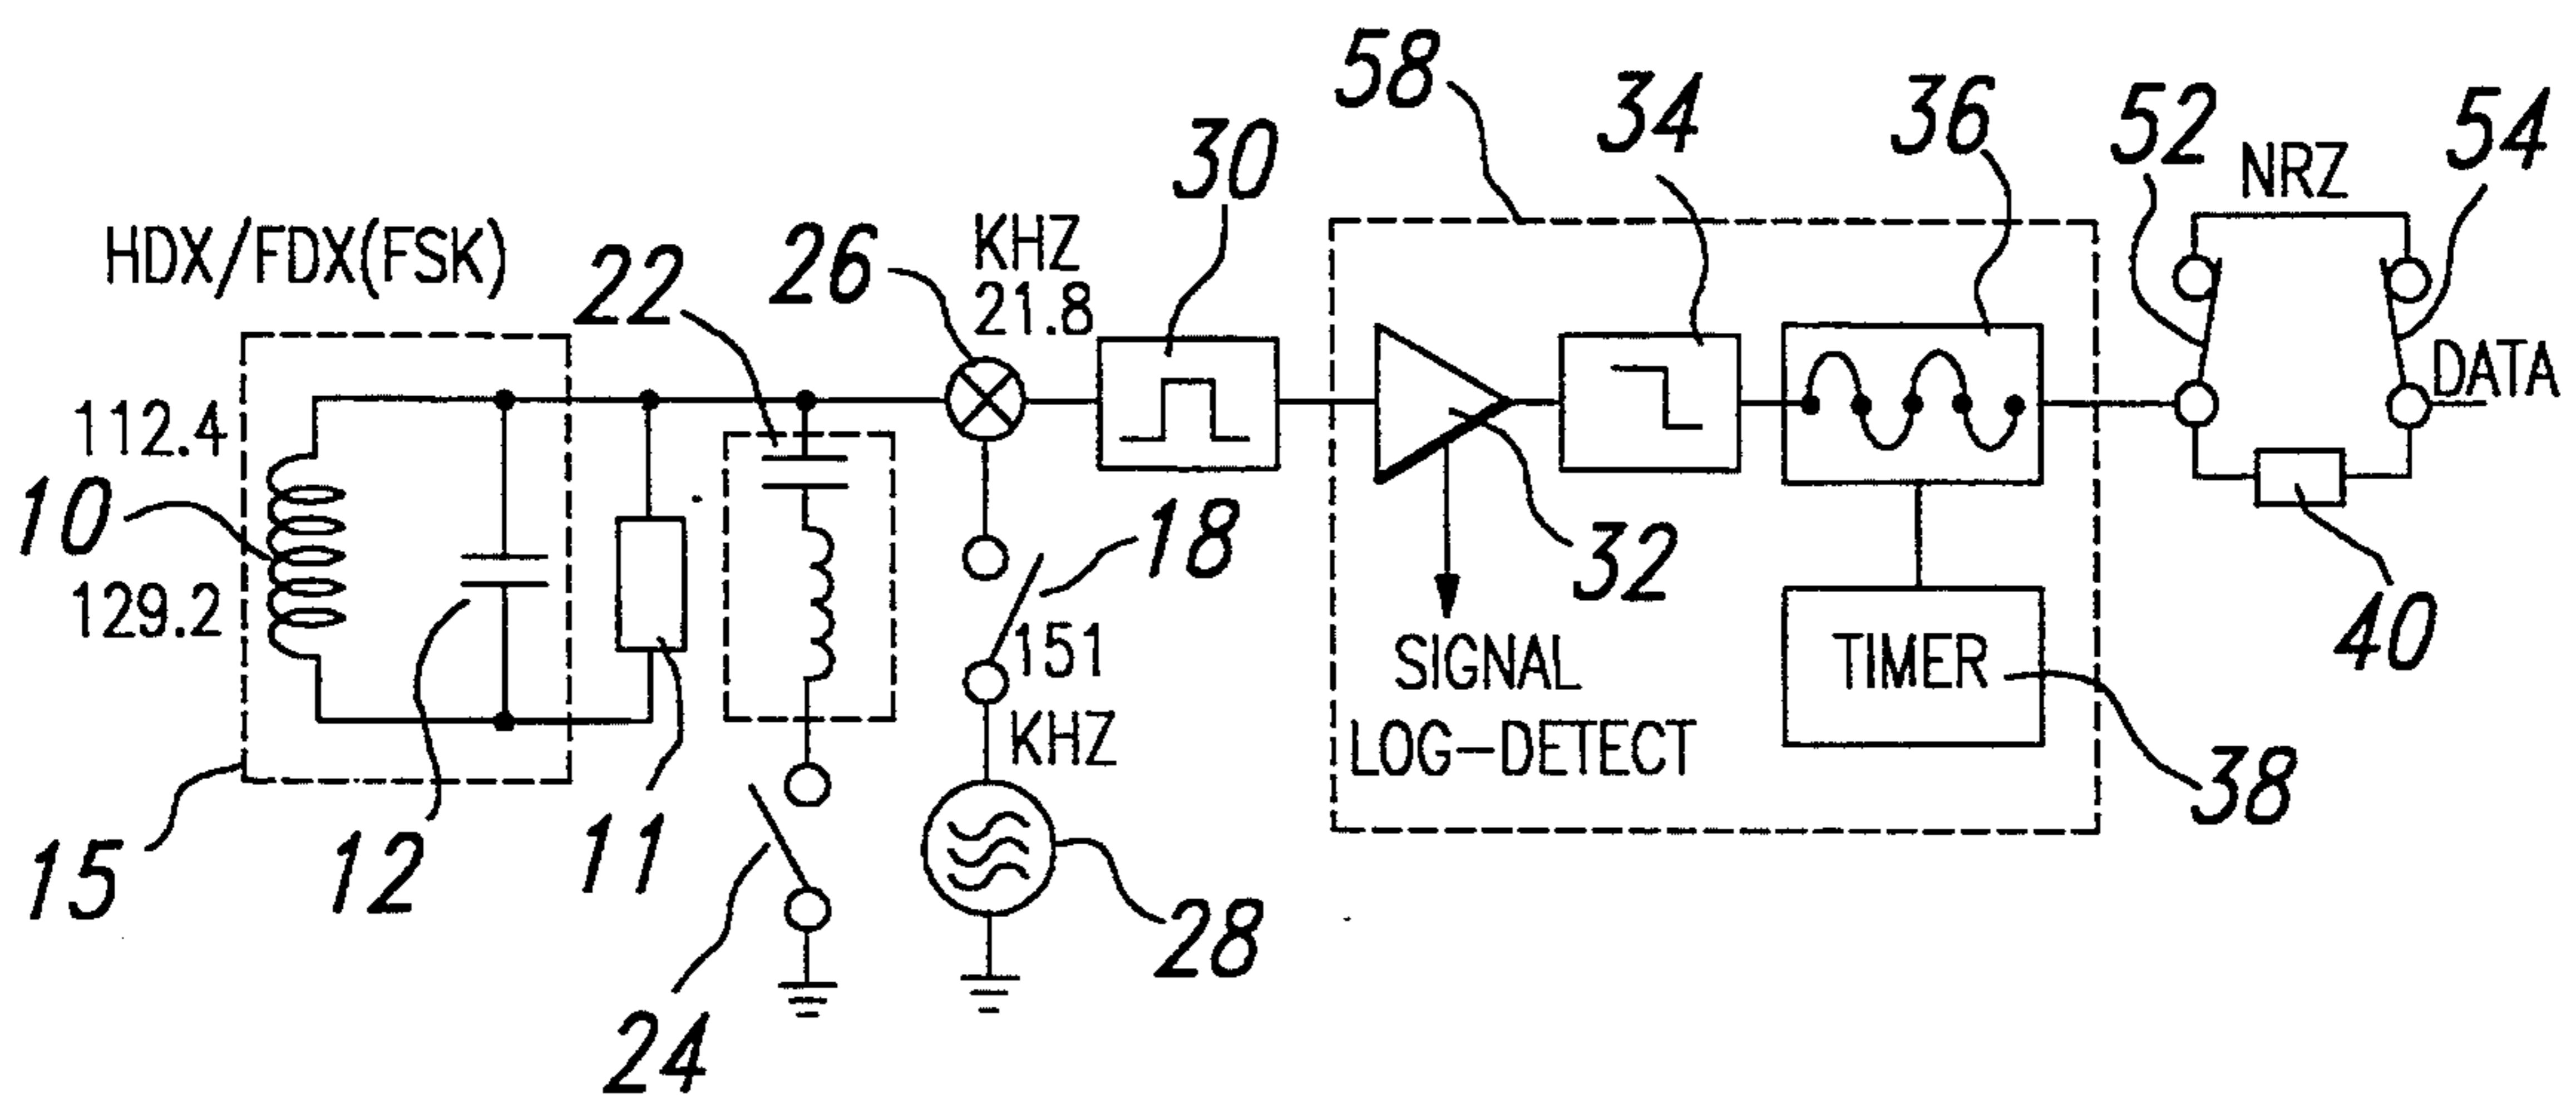 58
34
36
52
NRZ
54
30
HDX/FDX(FSK)
22
26
KHZ
21.8
112.4
10
129.2
DATA
18
32
151
KHZ
SIGNAL
LOG-DETECT
TIMER
40
38
15
12
11
24
28